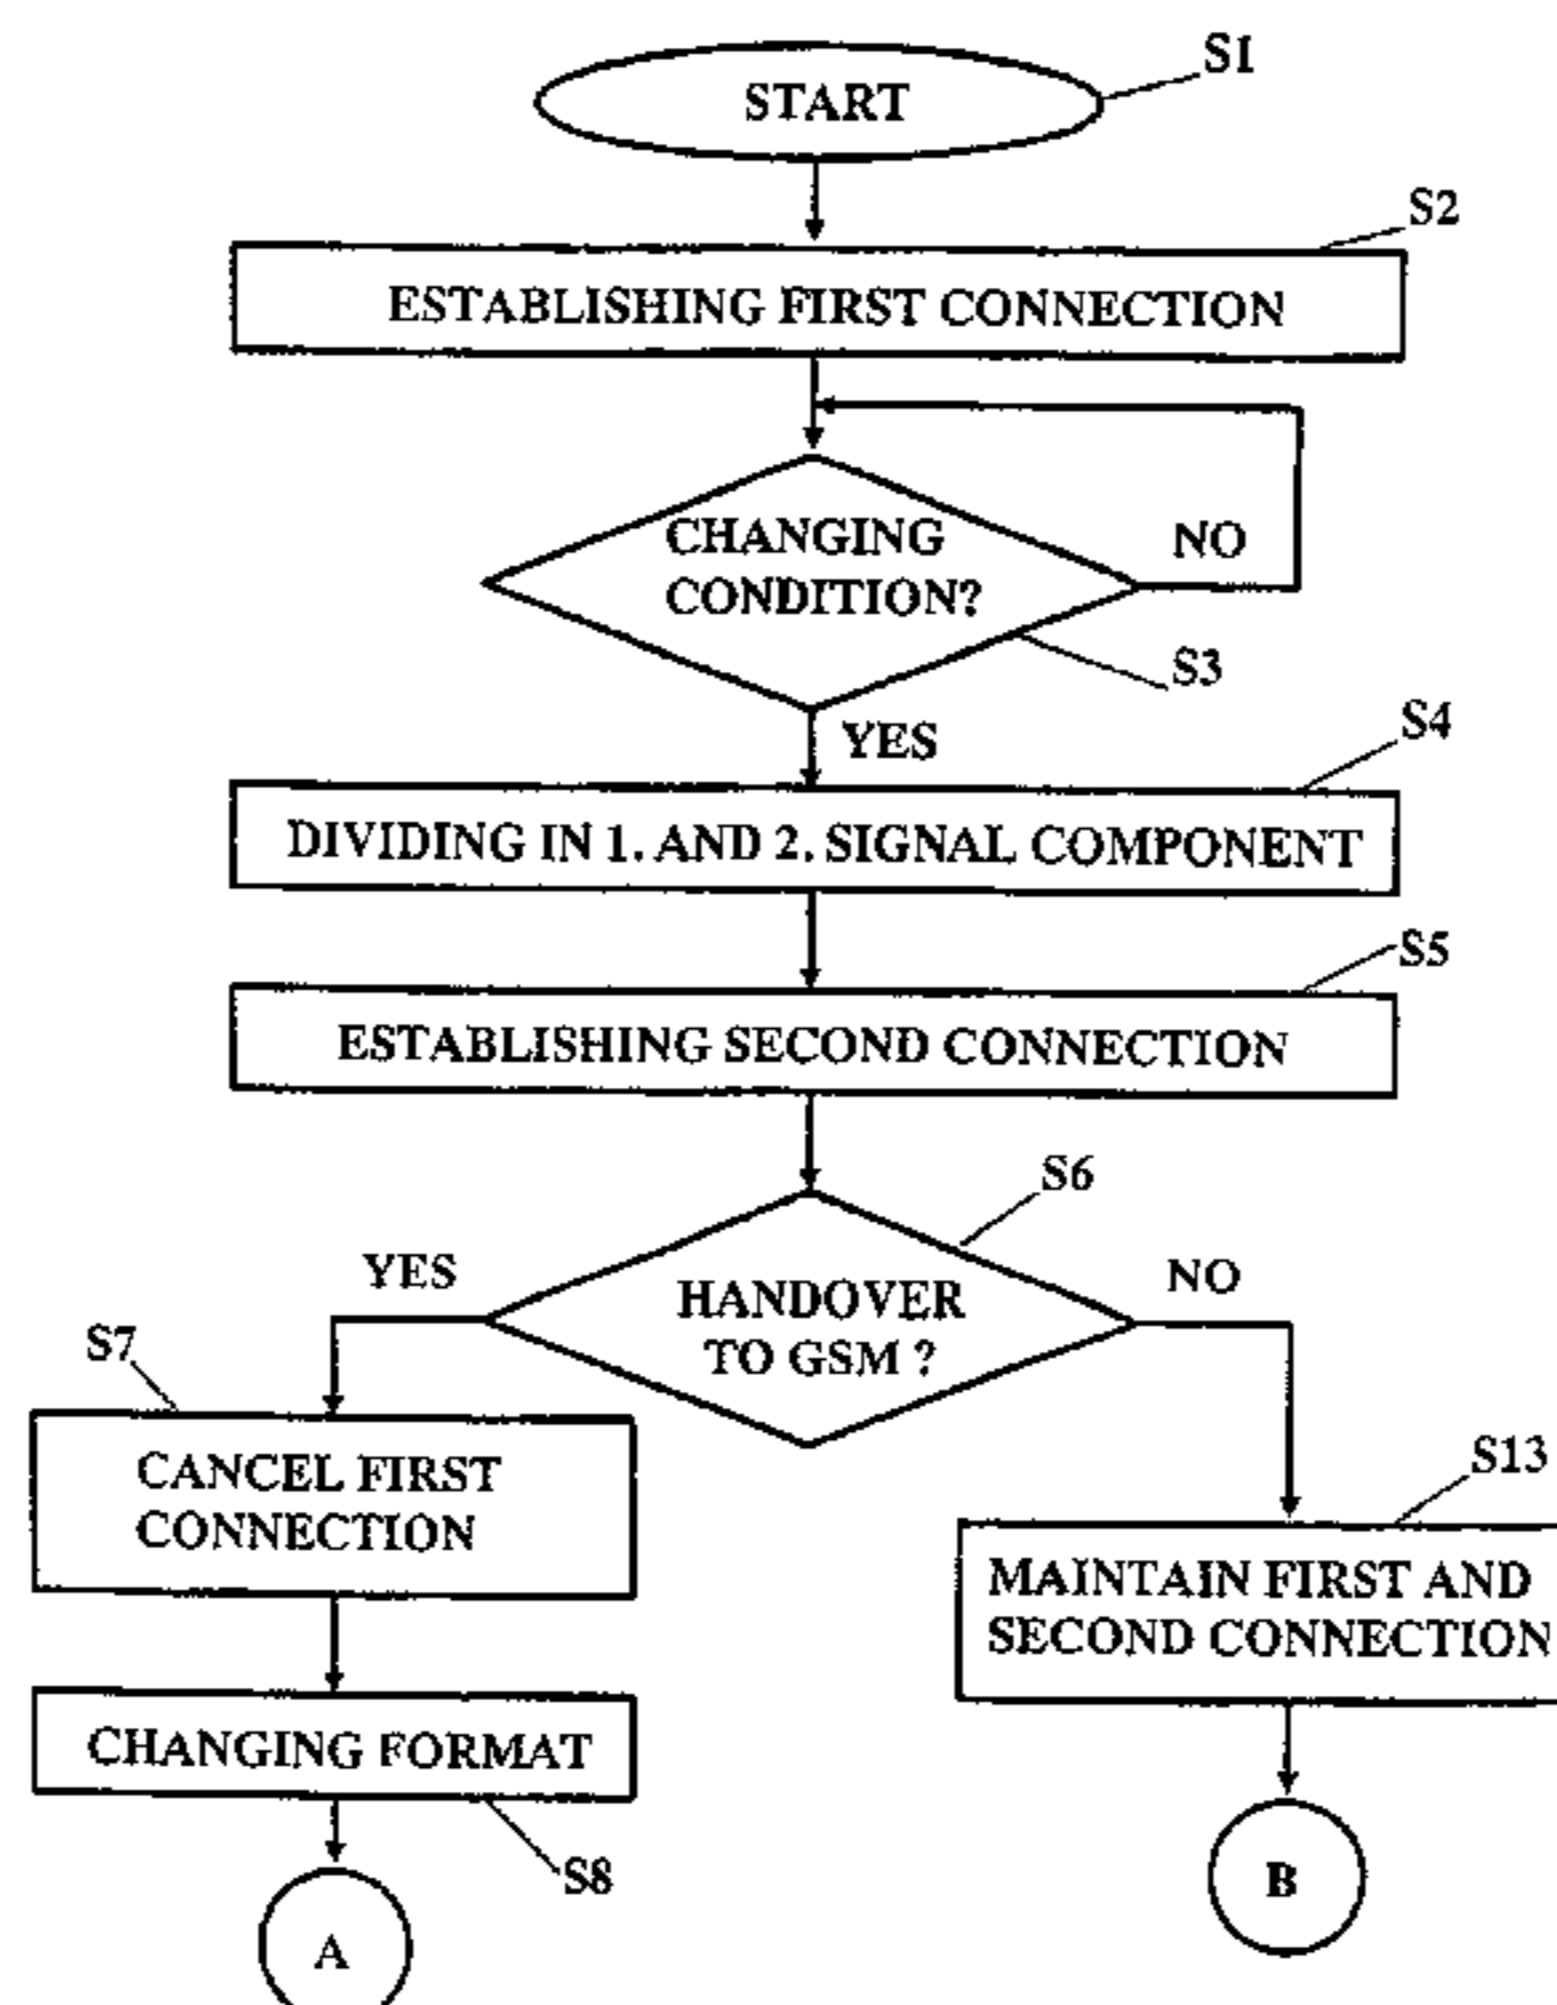 START
S1
S2
ESTABLISHING FIRST CONNECTION
CHANGING
CONDITION?
NO
S3
YES
S4
DIVIDING IN 1. AND 2. SIGNAL COMPONENT
S5
ESTABLISHING SECOND CONNECTION
S6
YES
NO
HANDOVER
TO GSM ?
S7
CANCEL FIRST
CONNECTION
S13
MAINTAIN FIRST AND
SECOND CONNECTION
CHANGING FORMAT
S8
A
B